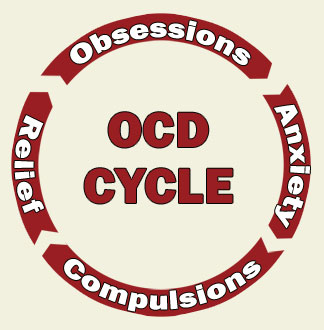 Obsessions
Anxiety
Compulsions
Relief
OCD
CYCLE